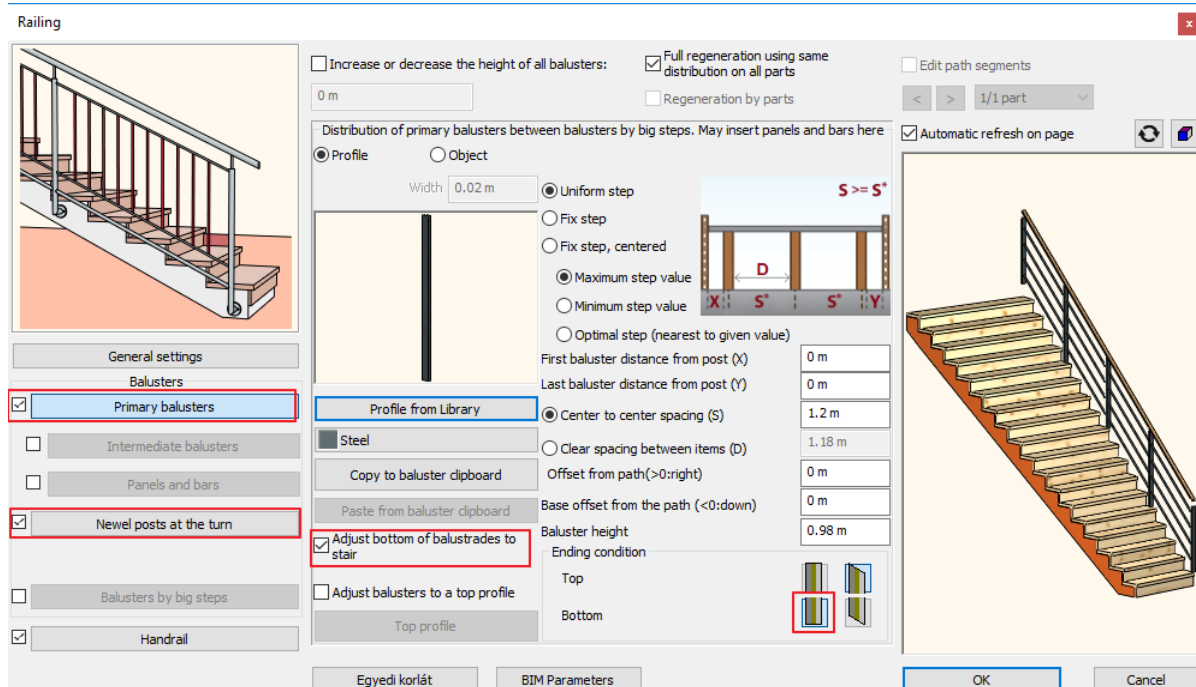 Railing
x
Increase or decrease the height of all balusters:
0 m
Full regeneration using same
distribution on all parts
Regeneration by parts
Edit path segments
< > 1/1 part
Automatic refresh on page
Distribution of primary balusters between balusters by big steps. May insert panels and bars here
Profile
Object
Width 0.02 m
Uniform step
Fix step
Fix step, centered
Maximum step value
Minimum step value
Optimal step (nearest to given value)
S >= S*
D
X S* S* Y
First baluster distance from post (X) 0 m
Last baluster distance from post (Y) 0 m
Center to center spacing (S) 1.2 m
Clear spacing between items (D) 1.18 m
Offset from path(>0:right) 0 m
Base offset from the path (<0:down) 0 m
Baluster height 0.98 m
Ending condition
Top
Bottom
Profile from Library
Steel
Copy to baluster clipboard
Paste from baluster clipboard
Adjust bottom of balustrades to
stair
Adjust balusters to a top profile
Top profile
General settings
Balusters
Primary balusters
Intermediate balusters
Panels and bars
Newel posts at the turn
Balusters by big steps
Handrail
Egyedi korlát
BIM Parameters
OK
Cancel